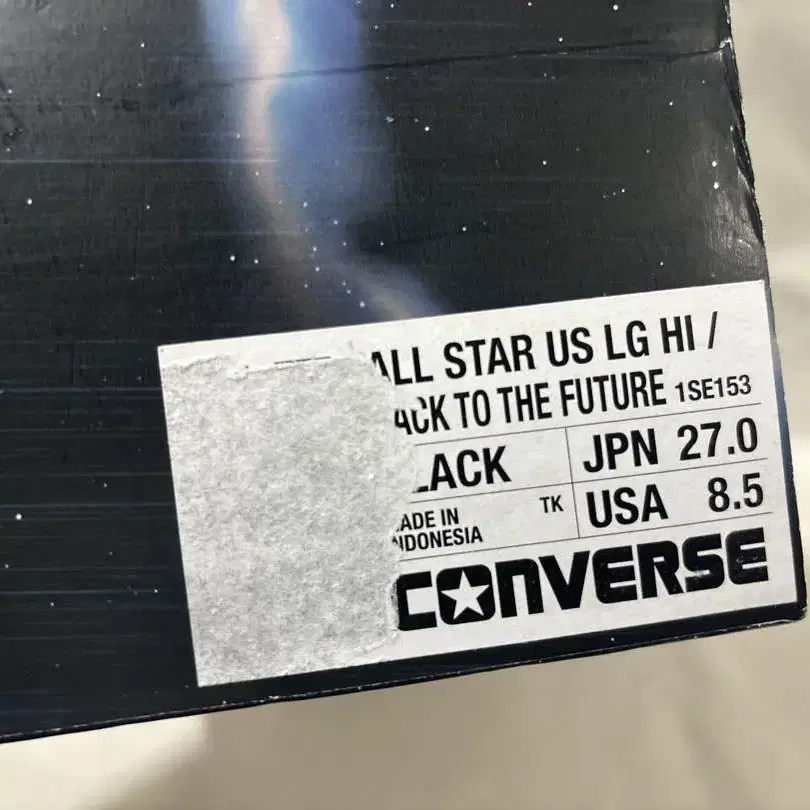 ALL STAR US LG HI /
ACK TO THE FUTURE 1SE153
LACK JPN 27.0
ADE IN TK USA 8.5
NDONESIA
CONVERSE